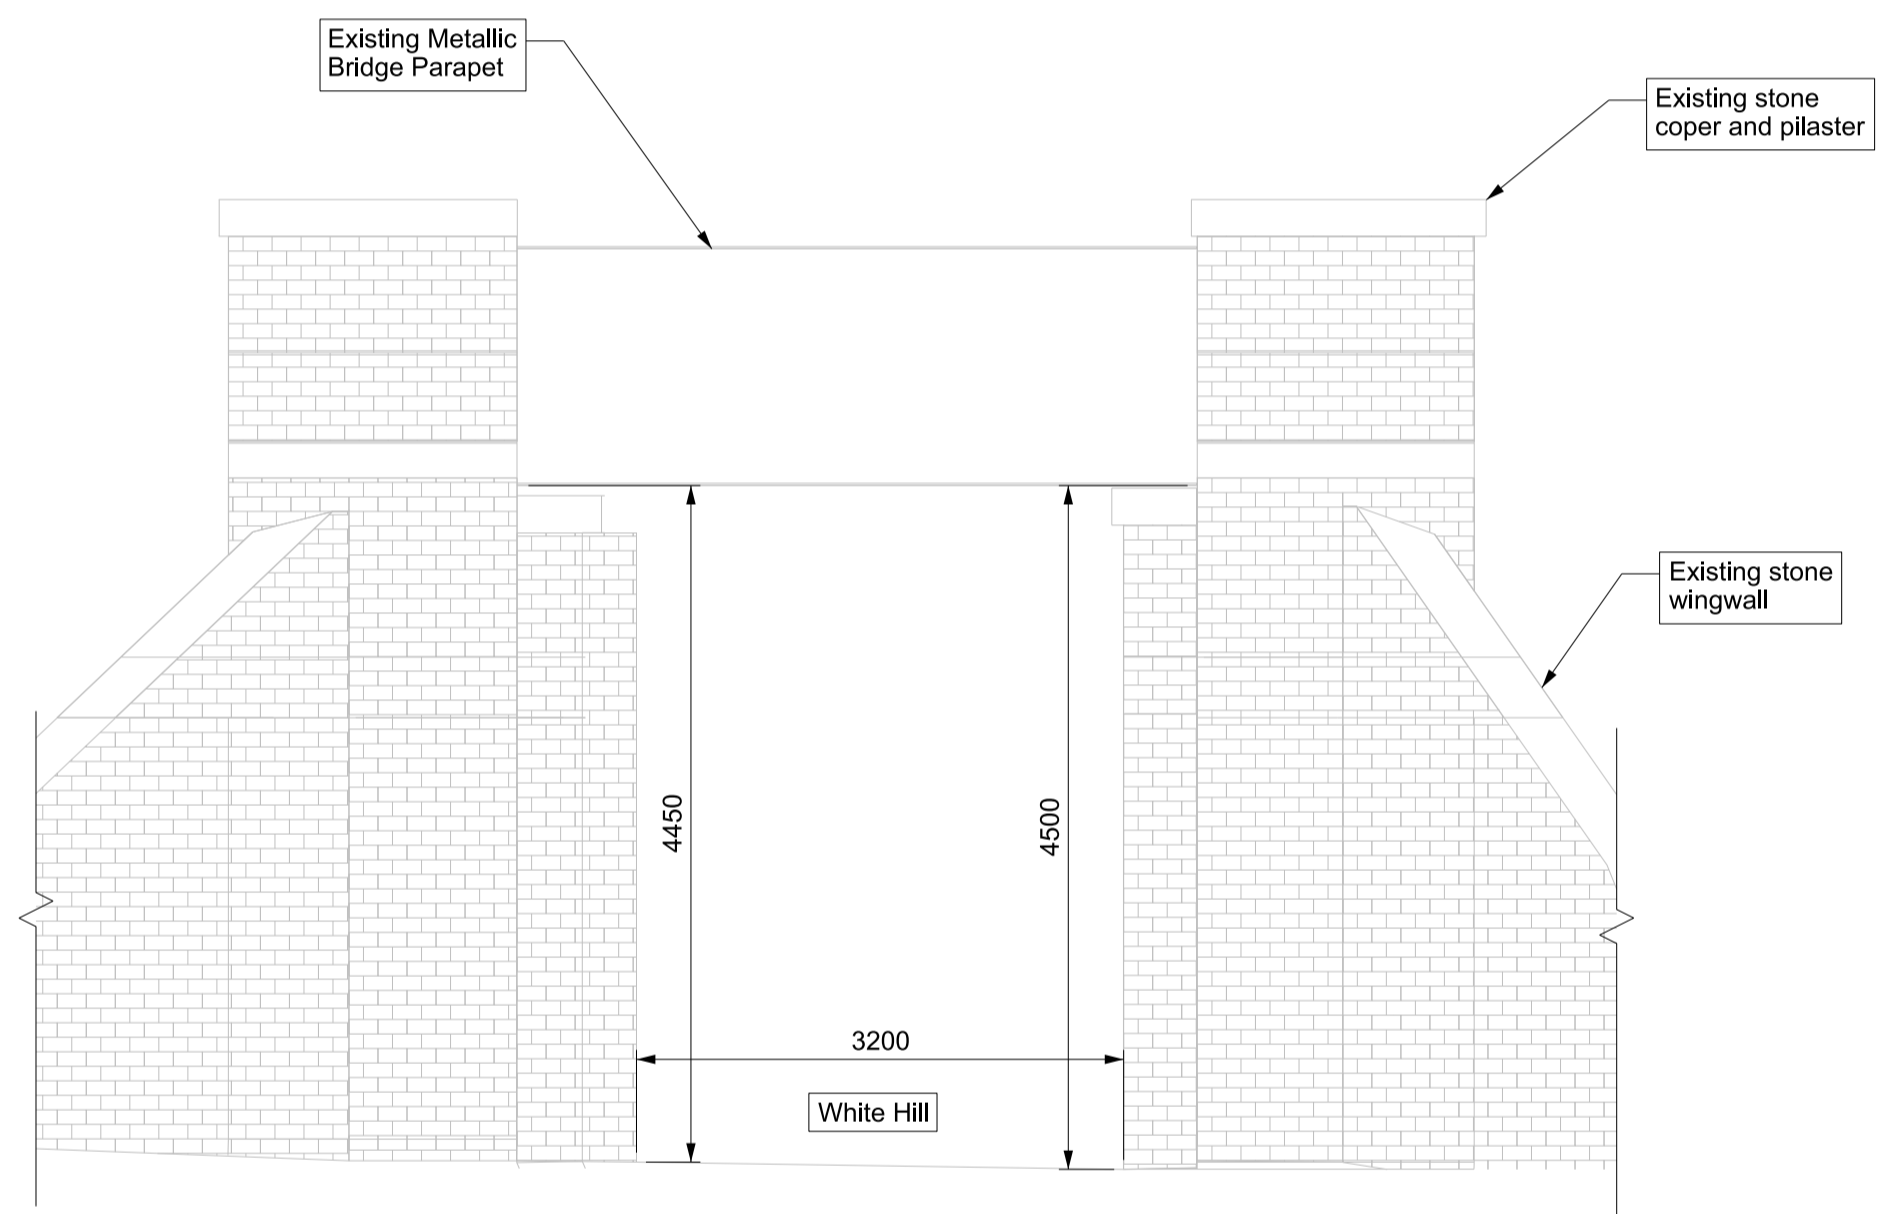 Existing Metallic
Bridge Parapet
Existing stone
coper and pilaster
Existing stone
wingwall
4450
4500
3200
White Hill